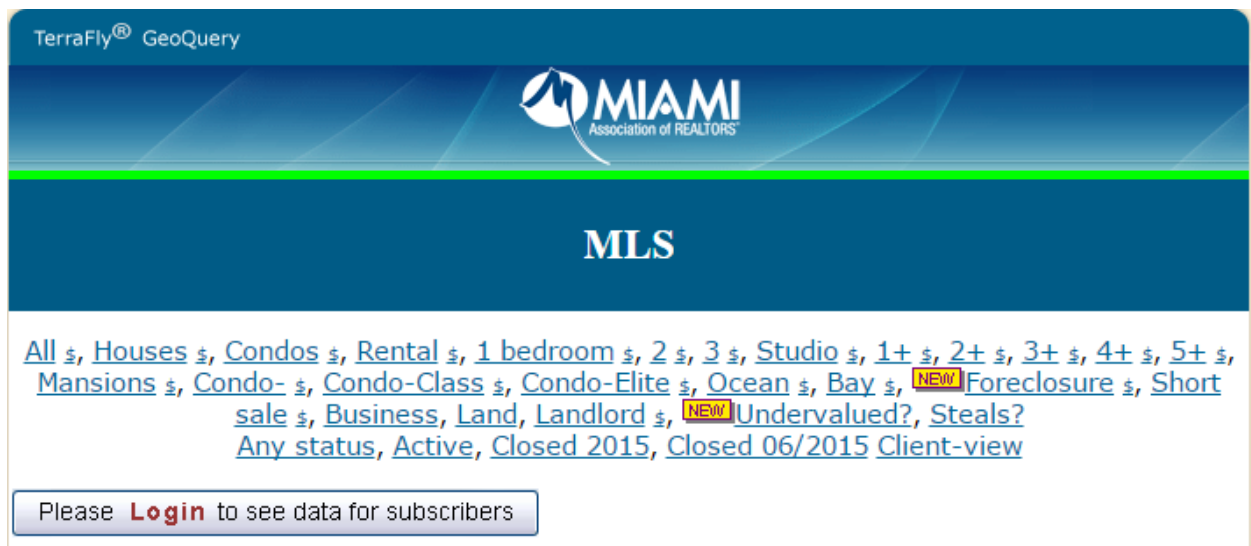 TerraFly® GeoQuery
MIAMI
Association of REALTORS®
MLS
All $, Houses $, Condos $, Rental $, 1 bedroom $, 2 $, 3 $, Studio $, 1+ $, 2+ $, 3+ $, 4+ $, 5+ $,
Mansions $, Condo- $, Condo-Class $, Condo-Elite $, Ocean $, Bay $, NEW Foreclosure $, Short
sale $, Business, Land, Landlord $, NEW Undervalued?, Steals?
Any status, Active, Closed 2015, Closed 06/2015 Client-view
Please Login to see data for subscribers